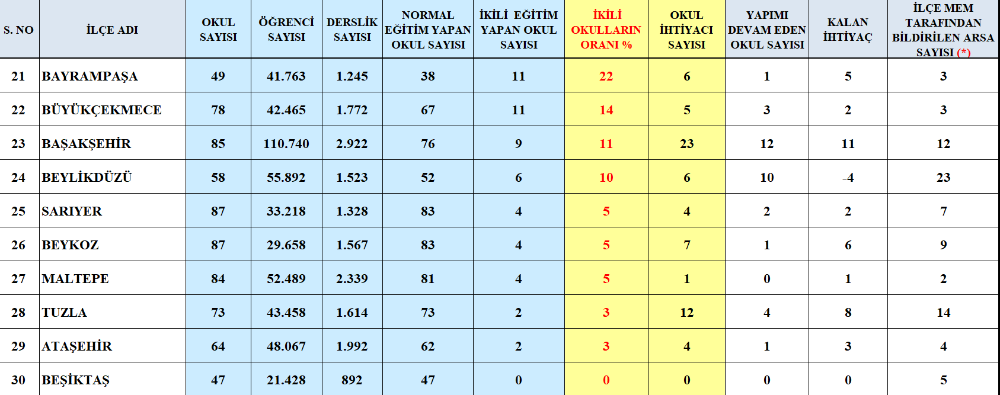 S. NO İLÇE ADI OKUL SAYISI ÖĞRENCİ SAYISI DERSLİK SAYISI NORMAL EĞİTİM YAPAN OKUL SAYISI İKİLİ EĞİTİM YAPAN OKUL SAYISI İKİLİ OKULLARIN ORANI % OKUL İHTİYACI SAYISI YAPIMI DEVAM EDEN OKUL SAYISI KALAN İHTİYAÇ İLÇE MEM TARAFINDAN BİLDİRİLEN ARSA SAYISI (*)
21 BAYRAMPAŞA 49 41.763 1.245 38 11 22 6 1 5 3
22 BÜYÜKÇEKMECE 78 42.465 1.772 67 11 14 5 3 2 3
23 BAŞAKŞEHİR 85 110.740 2.922 76 9 11 23 12 11 12
24 BEYLİKDÜZÜ 58 55.892 1.523 52 6 10 6 10 -4 23
25 SARIYER 87 33.218 1.328 83 4 5 4 2 2 7
26 BEYKOZ 87 29.658 1.567 83 4 5 7 1 6 9
27 MALTEPE 84 52.489 2.339 81 4 5 1 0 1 2
28 TUZLA 73 43.458 1.614 73 2 3 12 4 8 14
29 ATAŞEHİR 64 48.067 1.992 62 2 3 4 1 3 4
30 BEŞİKTAŞ 47 21.428 892 47 0 0 0 0 0 5